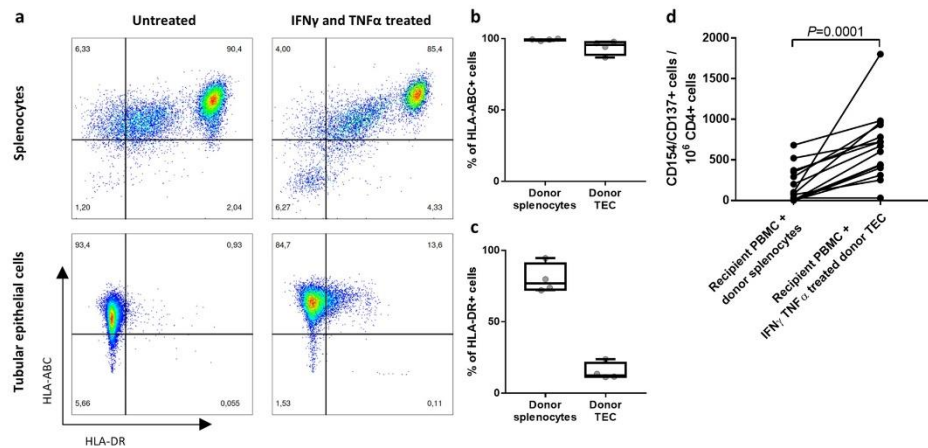 a
Untreated
IFNγ and TNFα treated
Splenocytes
6,33
90,4
1,20
2,04
4,00
85,4
6,27
4,33
Tubular epithelial cells
93,4
0,93
5,66
0,055
84,7
13,6
1,53
0,11
HLA-ABC
HLA-DR
b
% of HLA-ABC+ cells
100
50
0
Donor
splenocytes
Donor
TEC
c
% of HLA-DR+ cells
100
50
0
Donor
splenocytes
Donor
TEC
d
P=0.0001
CD154/CD137+ cells /
10⁶ CD4+ cells
2000
1500
1000
500
0
Recipient PBMC +
donor splenocytes
Recipient PBMC +
IFNγ TNFα treated donor TEC